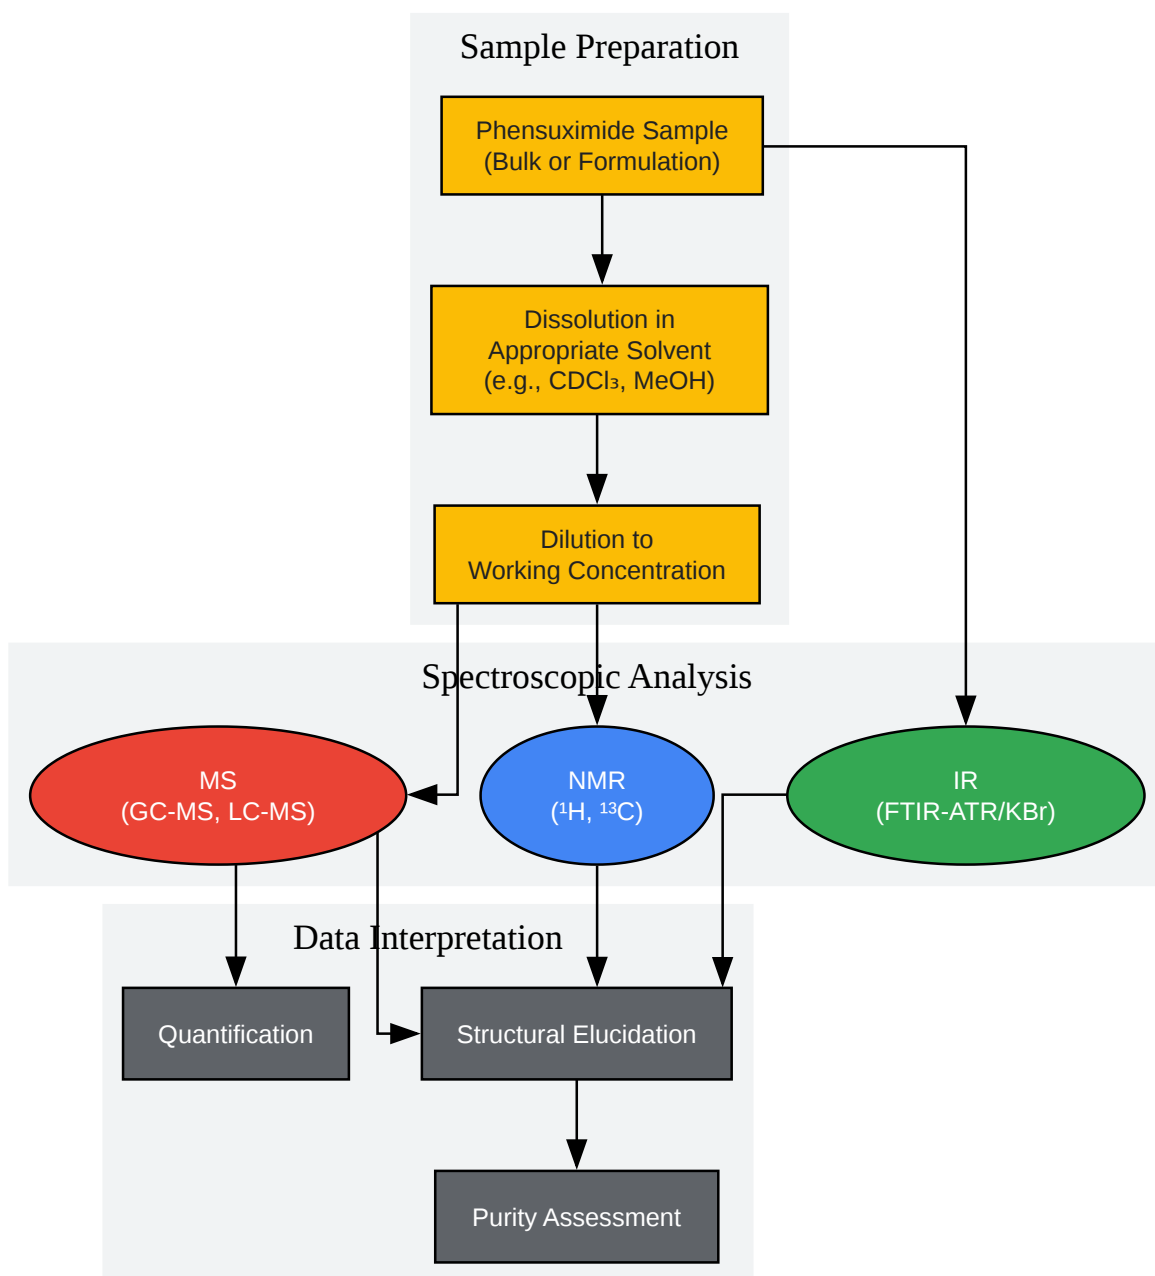 Sample Preparation
Phensuximide Sample
(Bulk or Formulation)
Dissolution in
Appropriate Solvent
(e.g., CDCl₃, MeOH)
Dilution to
Working Concentration
Spectroscopic Analysis
MS
(GC-MS, LC-MS)
NMR
(¹H, ¹³C)
IR
(FTIR-ATR/KBr)
Data Interpretation
Quantification
Structural Elucidation
Purity Assessment